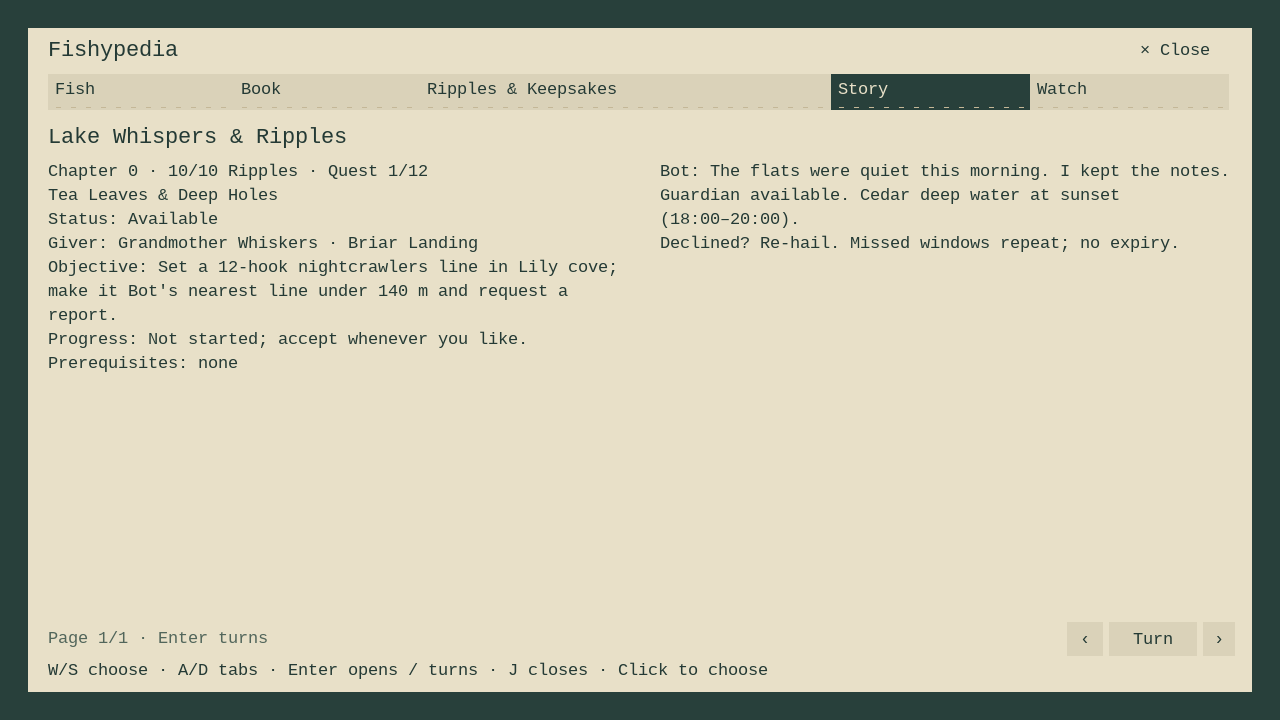 Fishypedia
× Close
Fish
Book
Ripples & Keepsakes
Story
Watch
Lake Whispers & Ripples
Chapter 0 · 10/10 Ripples · Quest 1/12
Tea Leaves & Deep Holes
Status: Available
Giver: Grandmother Whiskers · Briar Landing
Objective: Set a 12-hook nightcrawlers line in Lily cove;
make it Bot's nearest line under 140 m and request a
report.
Progress: Not started; accept whenever you like.
Prerequisites: none
Bot: The flats were quiet this morning. I kept the notes.
Guardian available. Cedar deep water at sunset
(18:00–20:00).
Declined? Re-hail. Missed windows repeat; no expiry.
Page 1/1 · Enter turns
‹
Turn
›
W/S choose · A/D tabs · Enter opens / turns · J closes · Click to choose